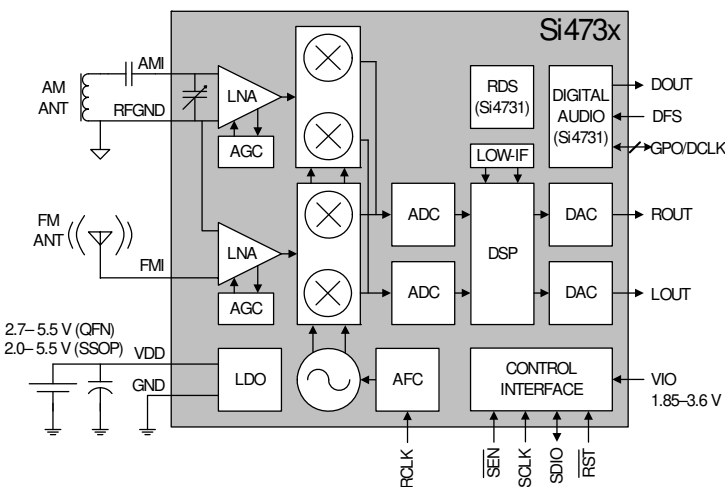 Si473x
AM
ANT
AMI
RFGND
LNA
AGC
RDS
(Si4731)
DIGITAL
AUDIO
(Si4731)
DOUT
DFS
GPO/DCLK
LOW-IF
FM
ANT
FMI
LNA
AGC
ADC
ADC
DSP
DAC
DAC
ROUT
LOUT
2.7–5.5 V (QFN)
2.0–5.5 V (SSOP)
VDD
GND
LDO
AFC
CONTROL
INTERFACE
VIO
1.85–3.6 V
RCLK
SEN
SCLK
SDIO
RST